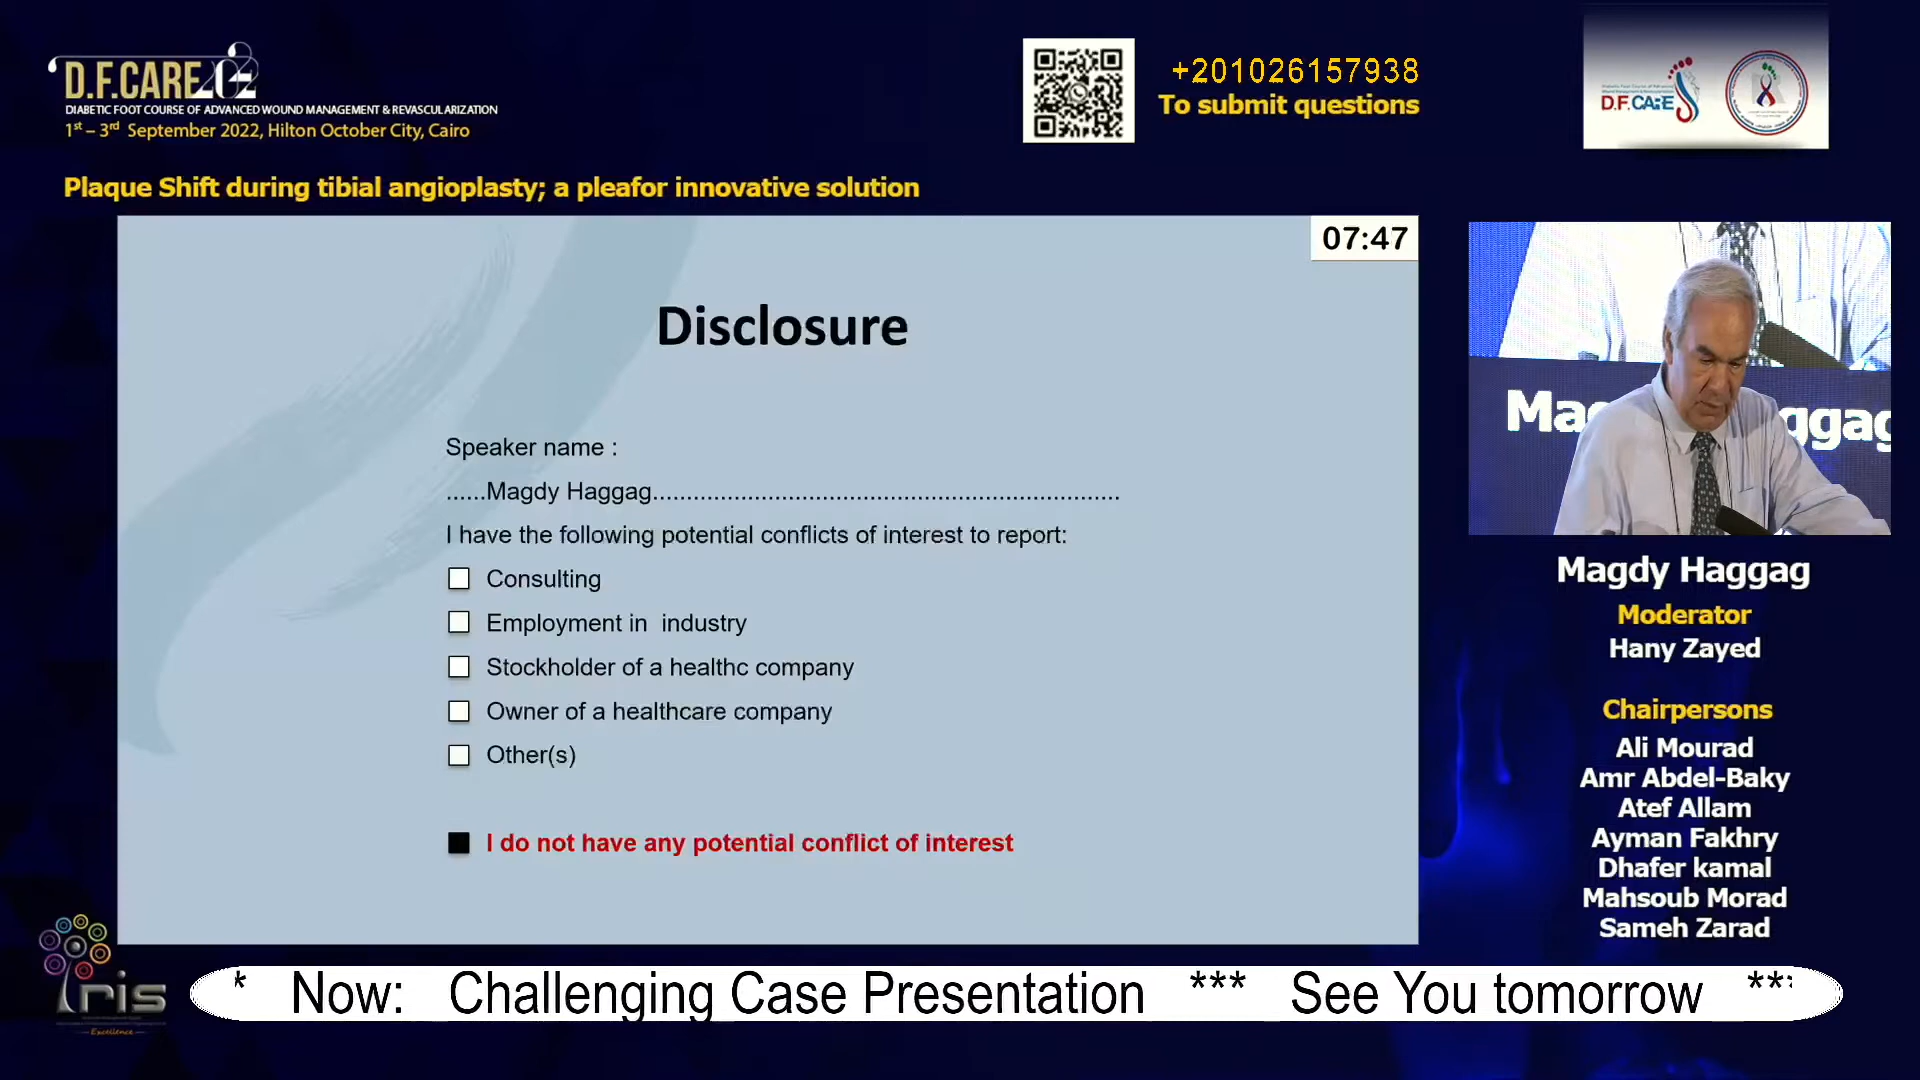 D.F.CARE
DIABETIC FOOT COURSE OF ADVANCED WOUND MANAGEMENT & REVASCULARIZATION
1st – 3rd September 2022, Hilton October City, Cairo
+201026157938
To submit questions
D.F.CARE
Plaque Shift during tibial angioplasty; a pleafor innovative solution
07:47
Disclosure
Speaker name :
......Magdy Haggag.....................................................................
I have the following potential conflicts of interest to report:
Consulting
Employment in  industry
Stockholder of a healthc company
Owner of a healthcare company
Other(s)
I do not have any potential conflict of interest
Mag ggag
Magdy Haggag
Moderator
Hany Zayed
Chairpersons
Ali Mourad
Amr Abdel-Baky
Atef Allam
Ayman Fakhry
Dhafer kamal
Mahsoub Morad
Sameh Zarad
Iris
Excellence
* Now: Challenging Case Presentation *** See You tomorrow ***